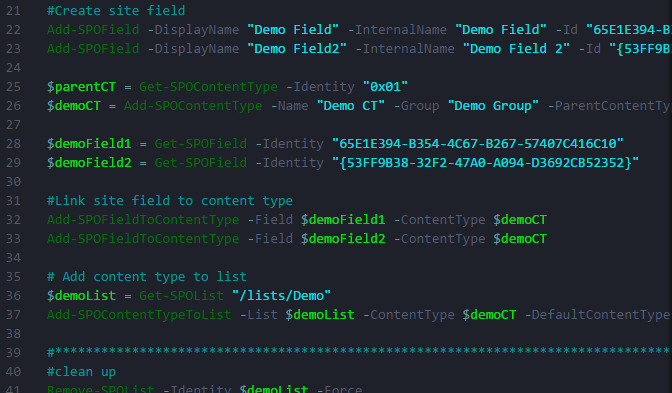 21 #Create site field
22 Add-SPOField -DisplayName "Demo Field" -InternalName "Demo Field" -Id "65E1E394-B
23 Add-SPOField -DisplayName "Demo Field2" -InternalName "Demo Field 2" -Id "{53FF9B
24
25 $parentCT = Get-SPOContentType -Identity "0x01"
26 $demoCT = Add-SPOContentType -Name "Demo CT" -Group "Demo Group" -ParentContentTy
27
28 $demoField1 = Get-SPOField -Identity "65E1E394-B354-4C67-B267-57407C416C10"
29 $demoField2 = Get-SPOField -Identity "{53FF9B38-32F2-47A0-A094-D3692CB52352}"
30
31 #Link site field to content type
32 Add-SPOFieldToContentType -Field $demoField1 -ContentType $demoCT
33 Add-SPOFieldToContentType -Field $demoField2 -ContentType $demoCT
34
35 # Add content type to list
36 $demoList = Get-SPOList "/lists/Demo"
37 Add-SPOContentTypeToList -List $demoList -ContentType $demoCT -DefaultContentType
38
39 #********************************************************************************
40 #clean up
41 Remove-SPOList -Identity $demoList -Force